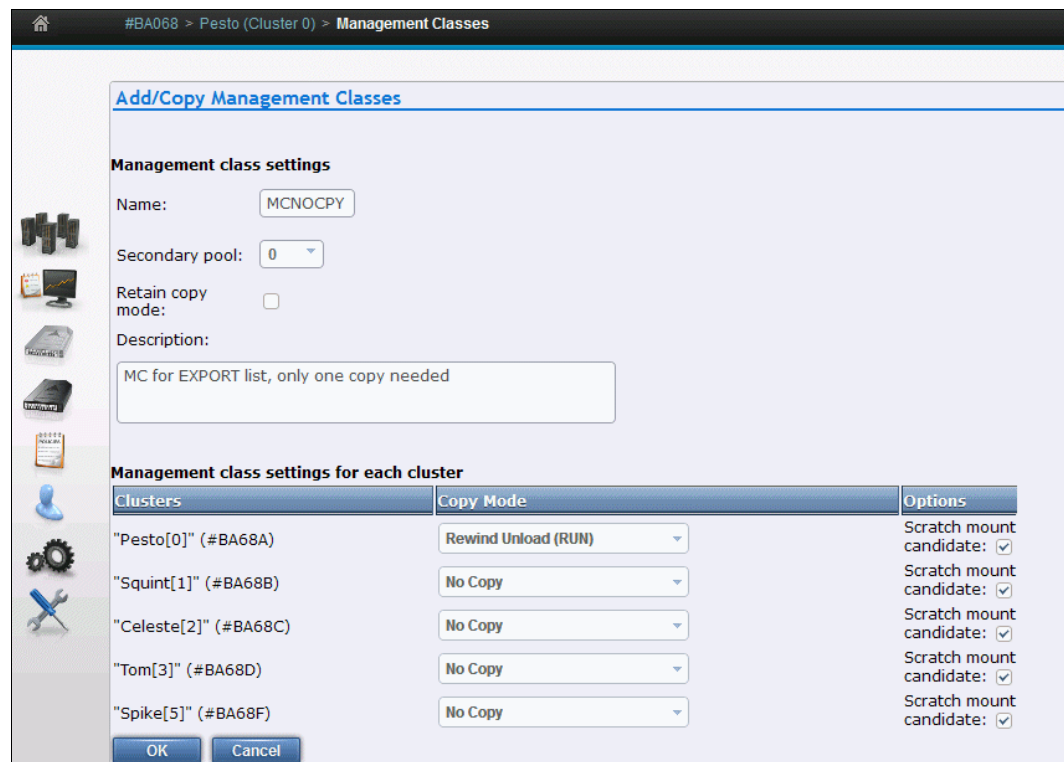 #BA068 > Pesto (Cluster 0) > Management Classes
Add/Copy Management Classes
Management class settings
Name: MCNOCPY
Secondary pool: 0
Retain copy
mode:
Description:
MC for EXPORT list, only one copy needed
Management class settings for each cluster
Clusters Copy Mode Options
"Pesto[0]" (#BA68A) Rewind Unload (RUN) Scratch mount
candidate:
"Squint[1]" (#BA68B) No Copy Scratch mount
candidate:
"Celeste[2]" (#BA68C) No Copy Scratch mount
candidate:
"Tom[3]" (#BA68D) No Copy Scratch mount
candidate:
"Spike[5]" (#BA68F) No Copy Scratch mount
candidate:
OK Cancel